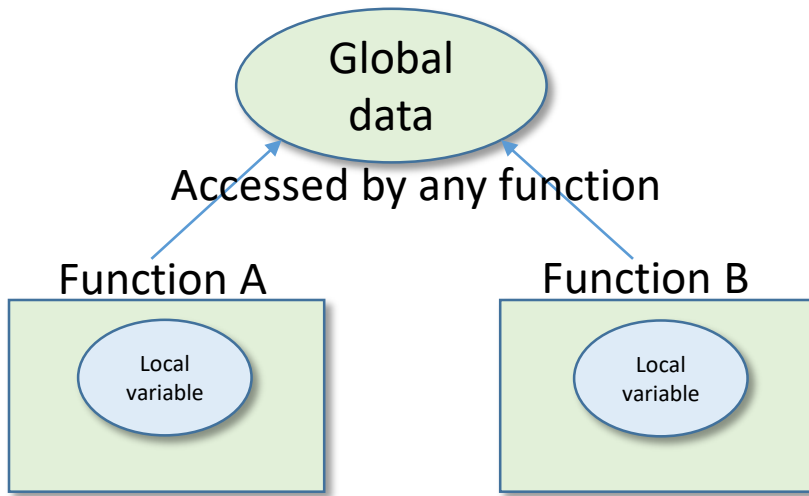 Global
data
Accessed by any function
Function A
Function B
Local
variable
Local
variable